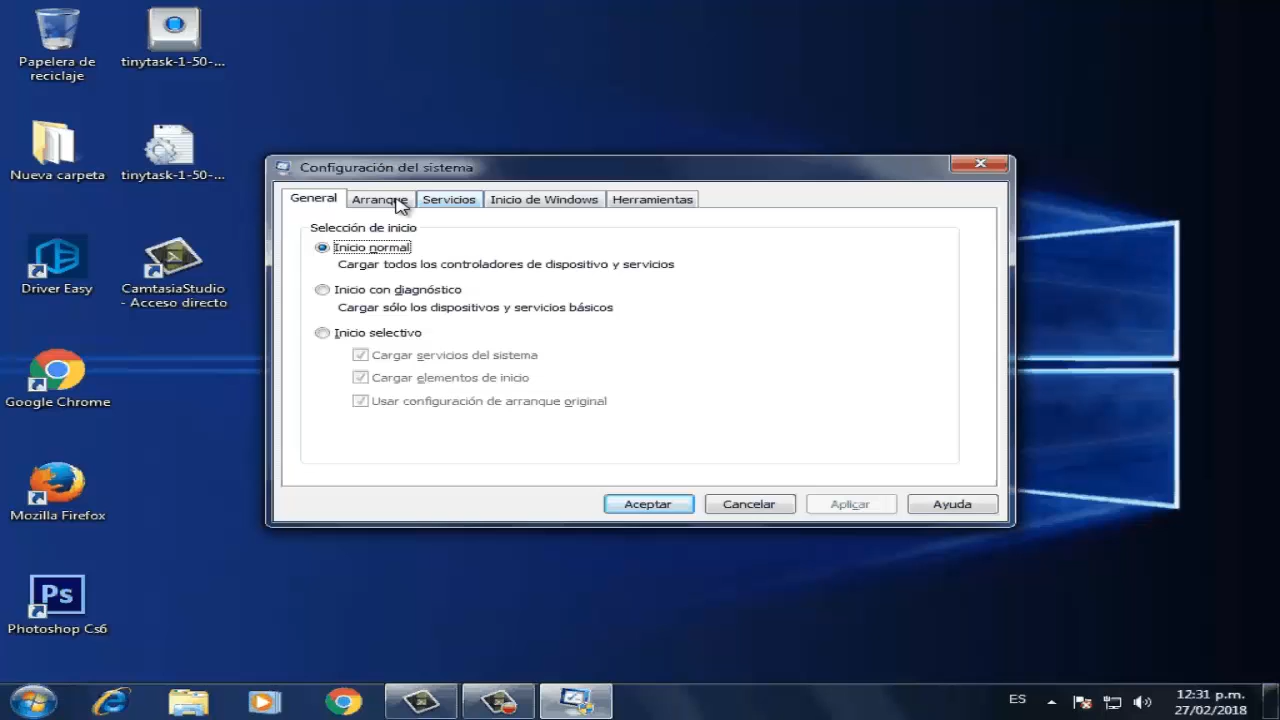 Papelera de
reciclaje
tinytask-1-50-...
Nueva carpeta
tinytask-1-50-...
Driver Easy
CamtasiaStudio
- Acceso directo
Google Chrome
Mozilla Firefox
Ps
Photoshop Cs6
Configuración del sistema
General
Arranque
Servicios
Inicio de Windows
Herramientas
Selección de inicio
Inicio normal
Cargar todos los controladores de dispositivo y servicios
Inicio con diagnóstico
Cargar sólo los dispositivos y servicios básicos
Inicio selectivo
Cargar servicios del sistema
Cargar elementos de inicio
Usar configuración de arranque original
Aceptar
Cancelar
Aplicar
Ayuda
ES
12:31 p.m.
27/02/2018